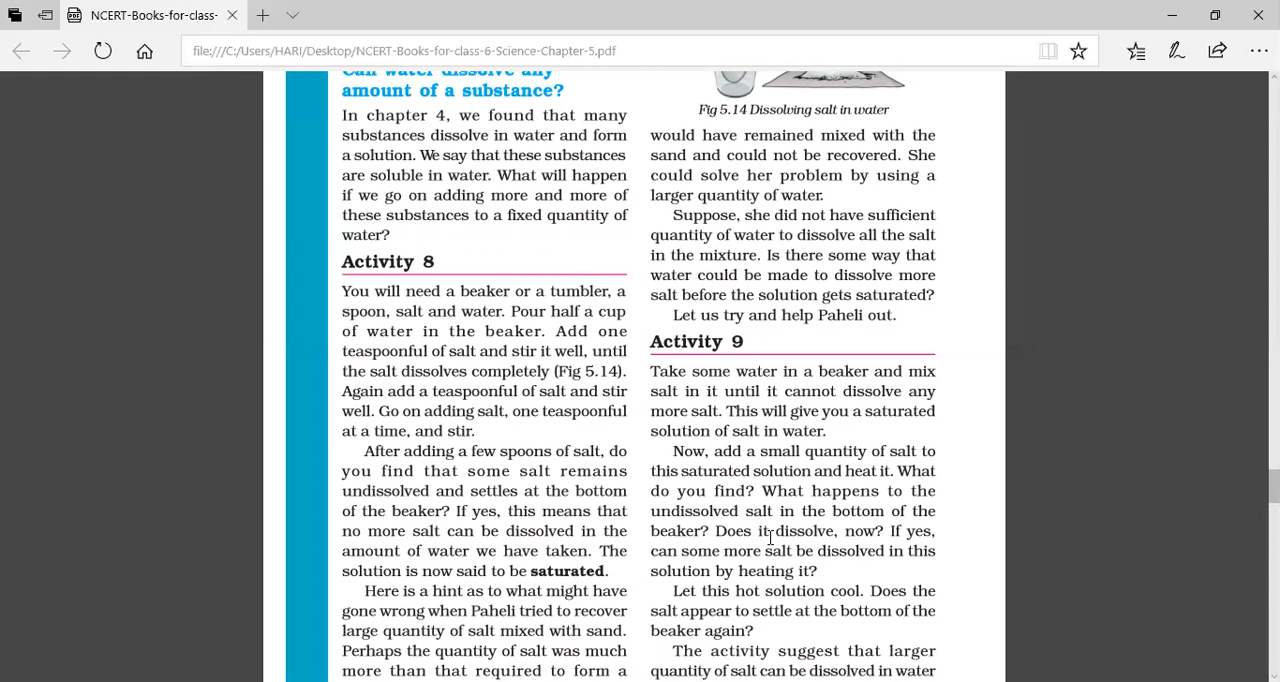 NCERT-Books-for-class-
file:///C:/Users/HARI/Desktop/NCERT-Books-for-class-6-Science-Chapter-5.pdf
Can water dissolve any
amount of a substance?
In chapter 4, we found that many
substances dissolve in water and form
a solution. We say that these substances
are soluble in water. What will happen
if we go on adding more and more of
these substances to a fixed quantity of
water?
Activity 8
You will need a beaker or a tumbler, a
spoon, salt and water. Pour half a cup
of water in the beaker. Add one
teaspoonful of salt and stir it well, until
the salt dissolves completely (Fig 5.14).
Again add a teaspoonful of salt and stir
well. Go on adding salt, one teaspoonful
at a time, and stir.
After adding a few spoons of salt, do
you find that some salt remains
undissolved and settles at the bottom
of the beaker? If yes, this means that
no more salt can be dissolved in the
amount of water we have taken. The
solution is now said to be saturated.
Here is a hint as to what might have
gone wrong when Paheli tried to recover
large quantity of salt mixed with sand.
Perhaps the quantity of salt was much
more than that required to form a
Fig 5.14 Dissolving salt in water
would have remained mixed with the
sand and could not be recovered. She
could solve her problem by using a
larger quantity of water.
Suppose, she did not have sufficient
quantity of water to dissolve all the salt
in the mixture. Is there some way that
water could be made to dissolve more
salt before the solution gets saturated?
Let us try and help Paheli out.
Activity 9
Take some water in a beaker and mix
salt in it until it cannot dissolve any
more salt. This will give you a saturated
solution of salt in water.
Now, add a small quantity of salt to
this saturated solution and heat it. What
do you find? What happens to the
undissolved salt in the bottom of the
beaker? Does it dissolve, now? If yes,
can some more salt be dissolved in this
solution by heating it?
Let this hot solution cool. Does the
salt appear to settle at the bottom of the
beaker again?
The activity suggest that larger
quantity of salt can be dissolved in water